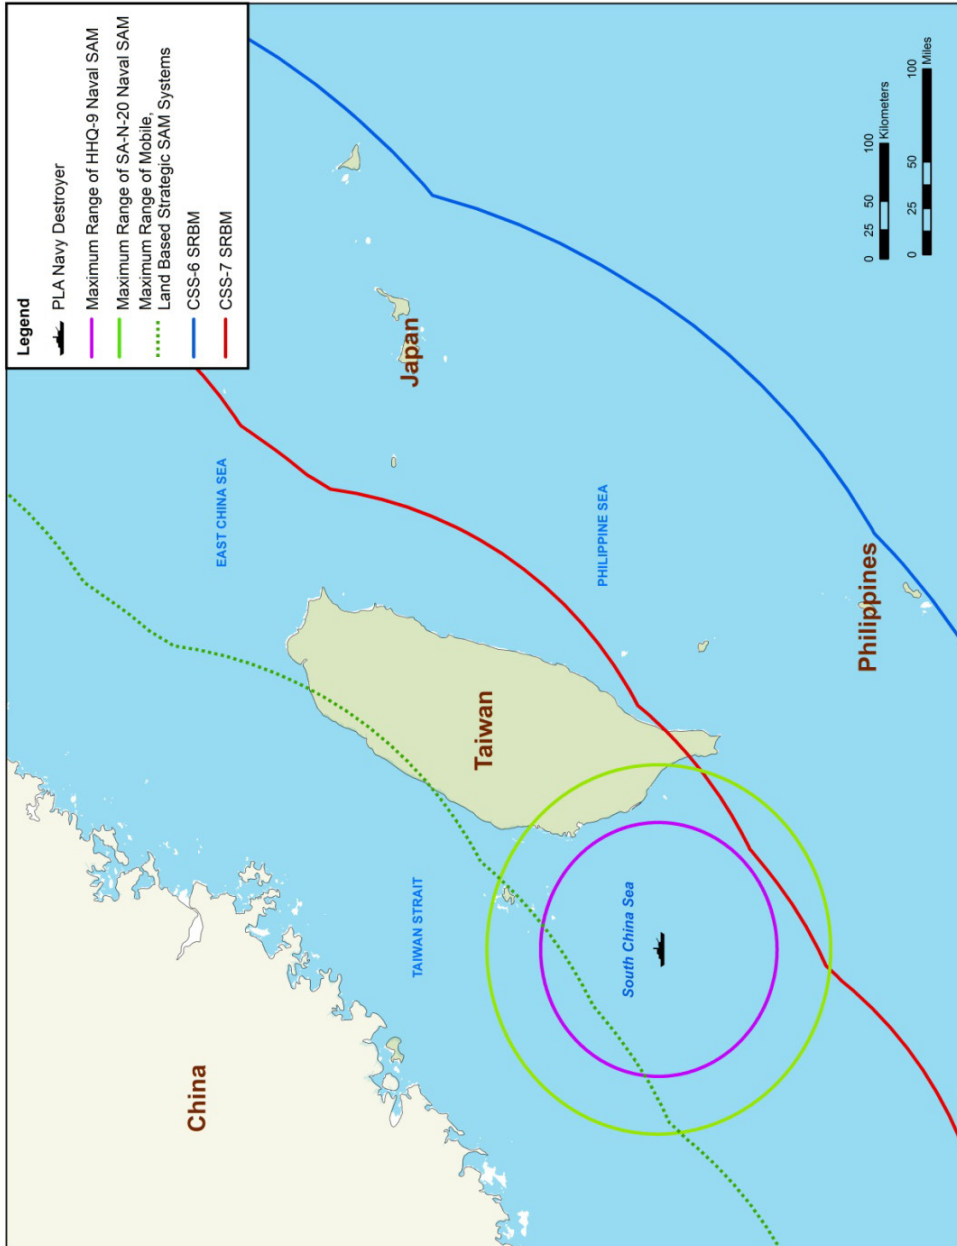 Legend
PLA Navy Destroyer
Maximum Range of HHQ-9 Naval SAM
Maximum Range of SA-N-20 Naval SAM
Maximum Range of Mobile,
Land Based Strategic SAM Systems
CSS-6 SRBM
CSS-7 SRBM
China
EAST CHINA SEA
TAIWAN STRAIT
Japan
Taiwan
PHILIPPINE SEA
South China Sea
Philippines
0 25 50 100
Kilometers
0 25 50 100
Miles